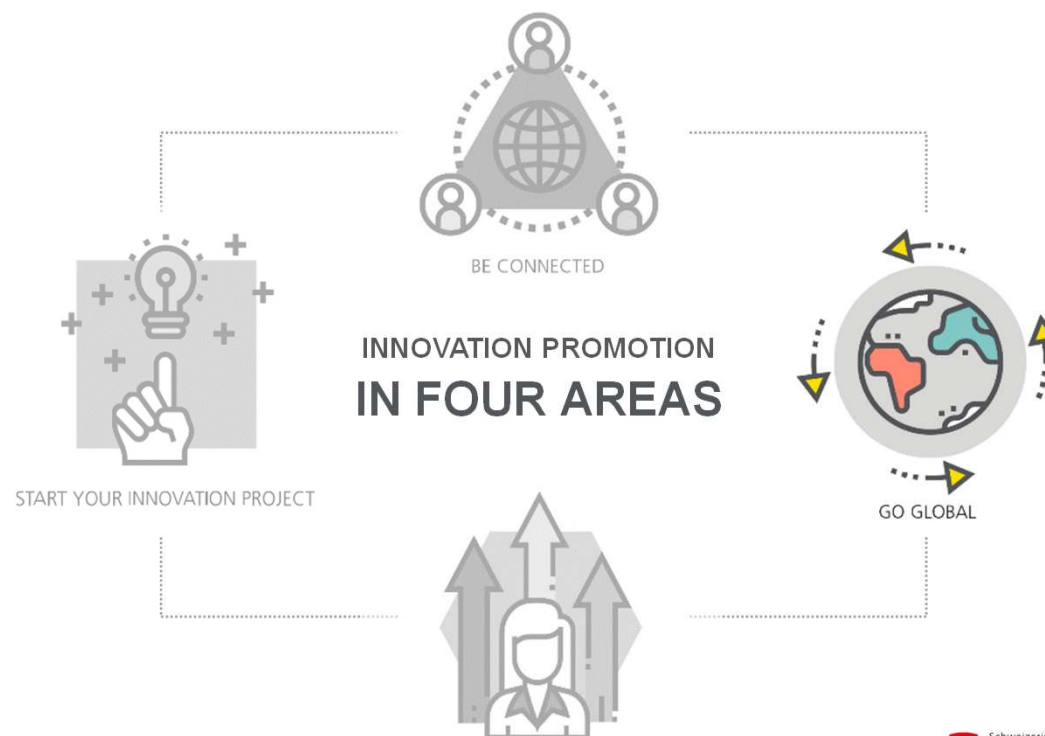 BE CONNECTED
INNOVATION PROMOTION
IN FOUR AREAS
START YOUR INNOVATION PROJECT
GO GLOBAL